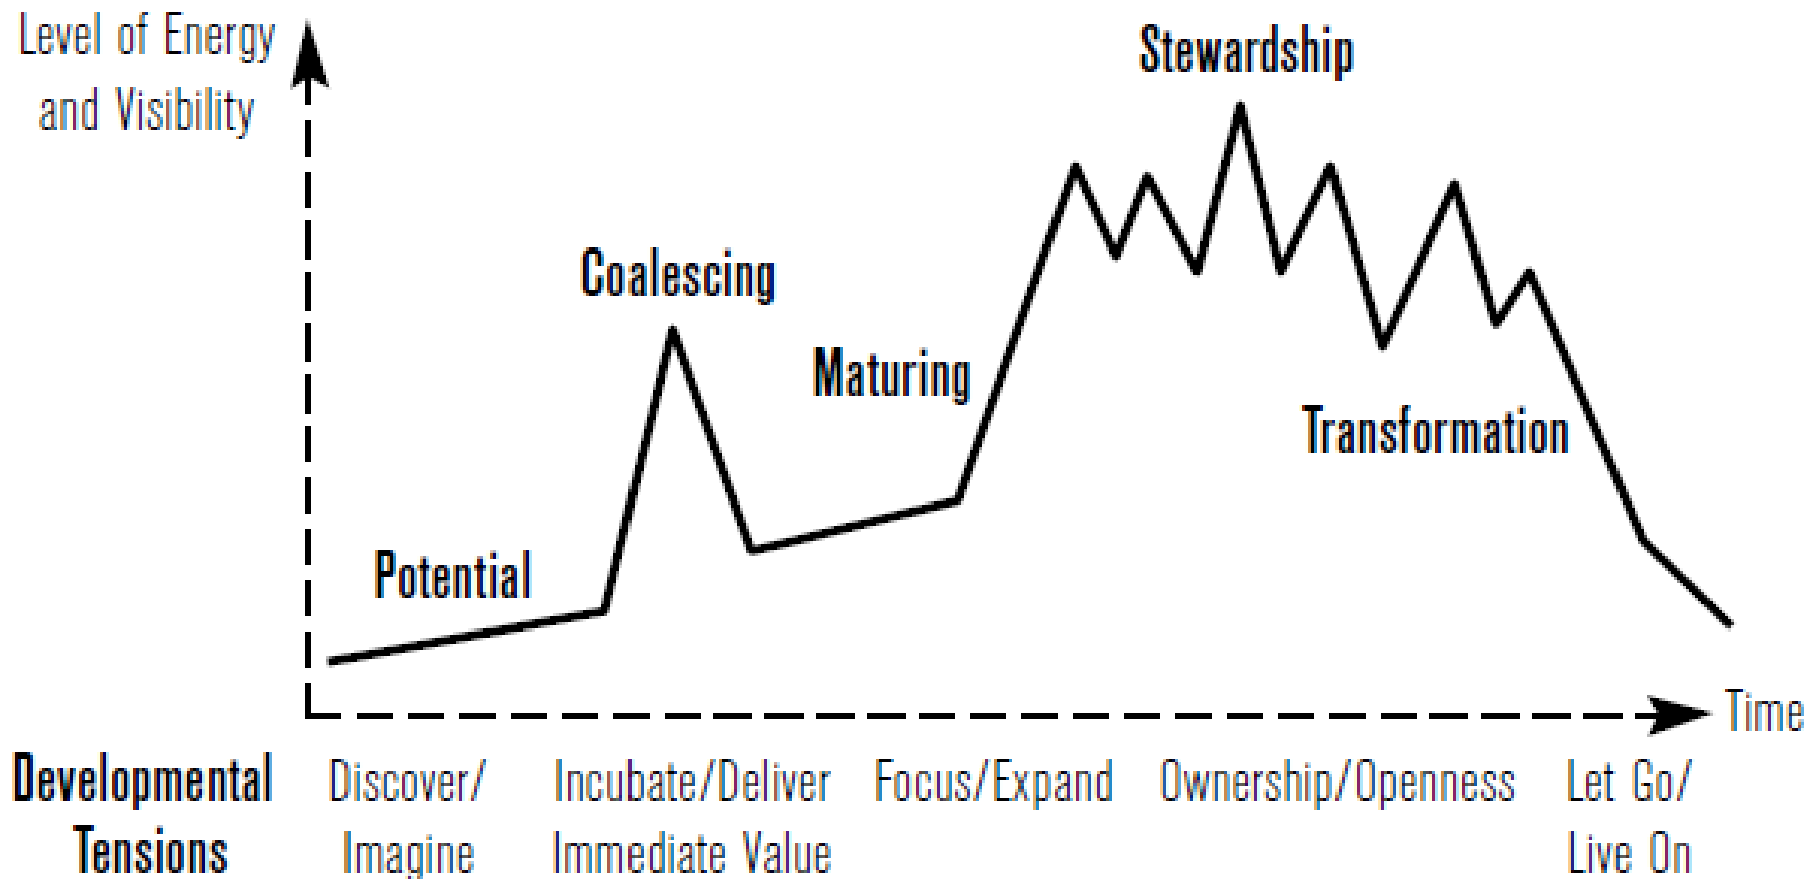 Level of Energy
and Visibility
Stewardship
Coalescing
Maturing
Transformation
Potential
Time
Developmental
Tensions
Discover/
Imagine
Incubate/Deliver
Immediate Value
Focus/Expand
Ownership/Openness
Let Go/
Live On